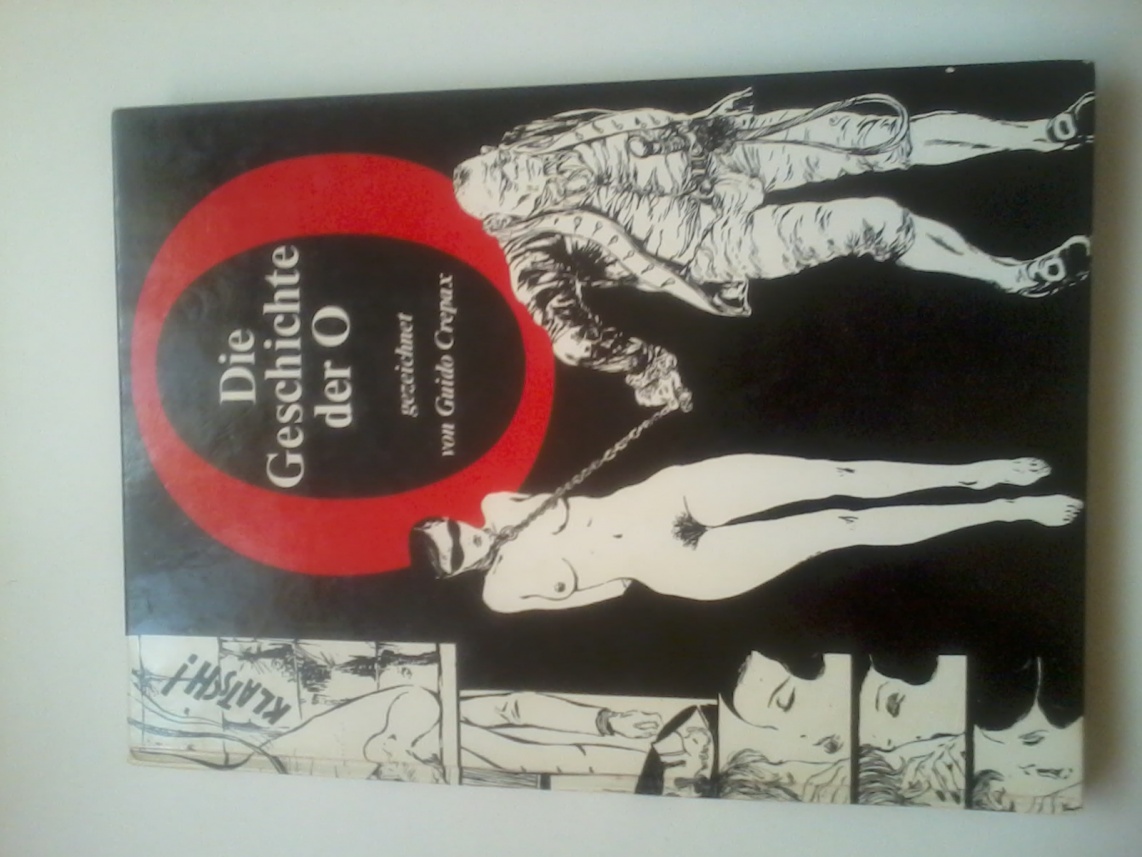 Die
Geschichte
der O
gezeichnet
von Guido Crepax
KLATSCH!